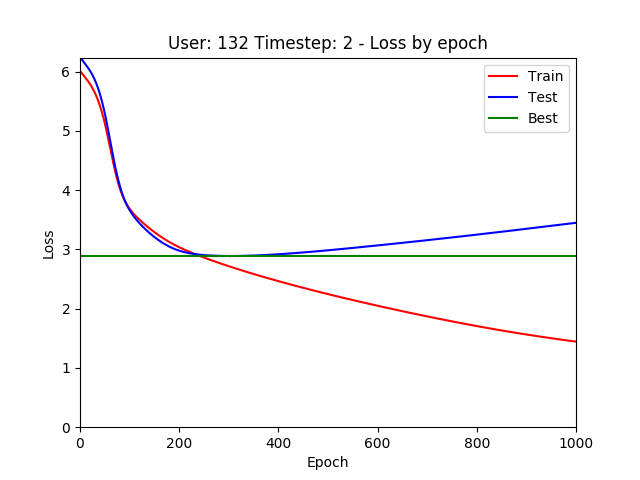 User: 132 Timestep: 2 - Loss by epoch
Train
Test
Best
Loss
6
5
4
3
2
1
0
0 200 400 600 800 1000
Epoch